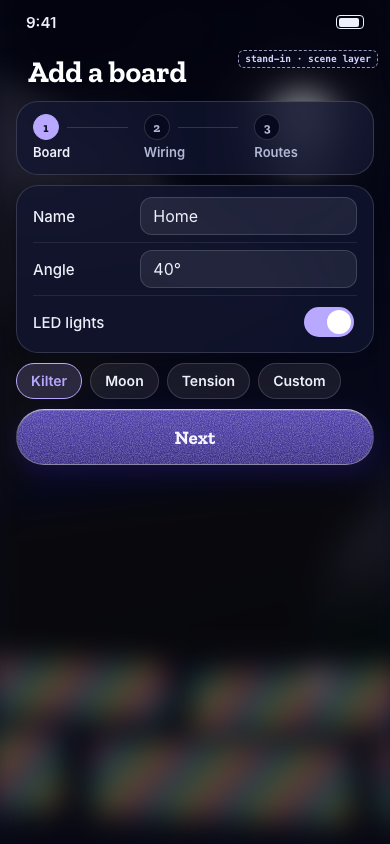 9:41
stand-in · scene layer
Add a board
1 2 3
Board Wiring Routes
Name Home
Angle 40°
LED lights
Kilter Moon Tension Custom
Next